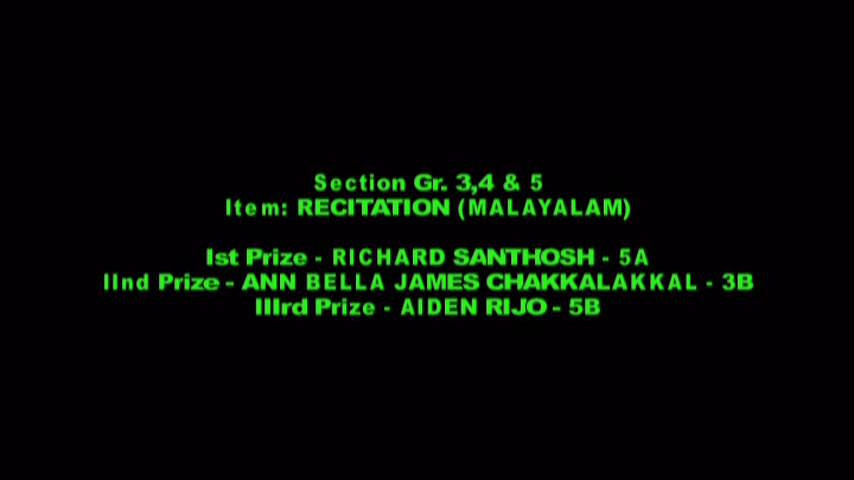 Section Gr. 3,4 & 5
Item: RECITATION (MALAYALAM)
Ist Prize - RICHARD SANTHOSH - 5A
IInd Prize - ANN BELLA JAMES CHAKKALAKKAL - 3B
IIIrd Prize - AIDEN RIJO - 5B